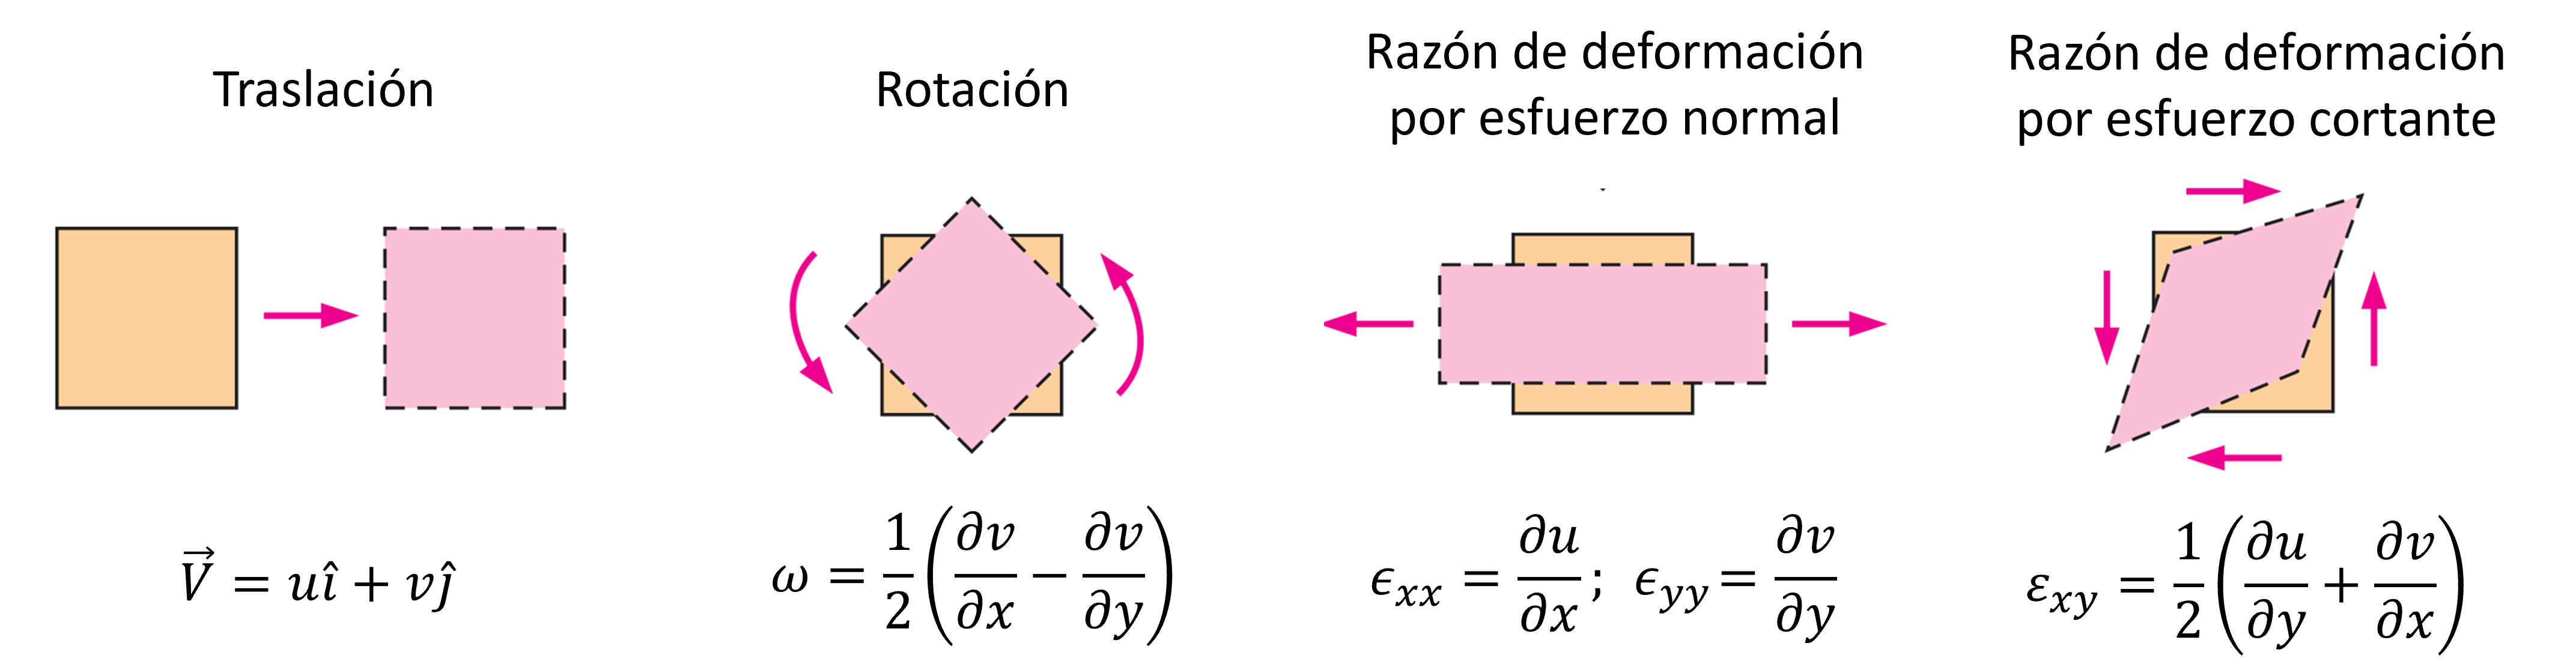 Traslación
Rotación
Razón de deformación
por esfuerzo normal
Razón de deformación
por esfuerzo cortante
$\vec{V} = u\hat{\imath} + v\hat{\jmath}$
$\omega = \frac{1}{2}\left(\frac{\partial v}{\partial x} - \frac{\partial v}{\partial y}\right)$
$\epsilon_{xx} = \frac{\partial u}{\partial x}; \; \epsilon_{yy} = \frac{\partial v}{\partial y}$
$\varepsilon_{xy} = \frac{1}{2}\left(\frac{\partial u}{\partial y} + \frac{\partial v}{\partial x}\right)$